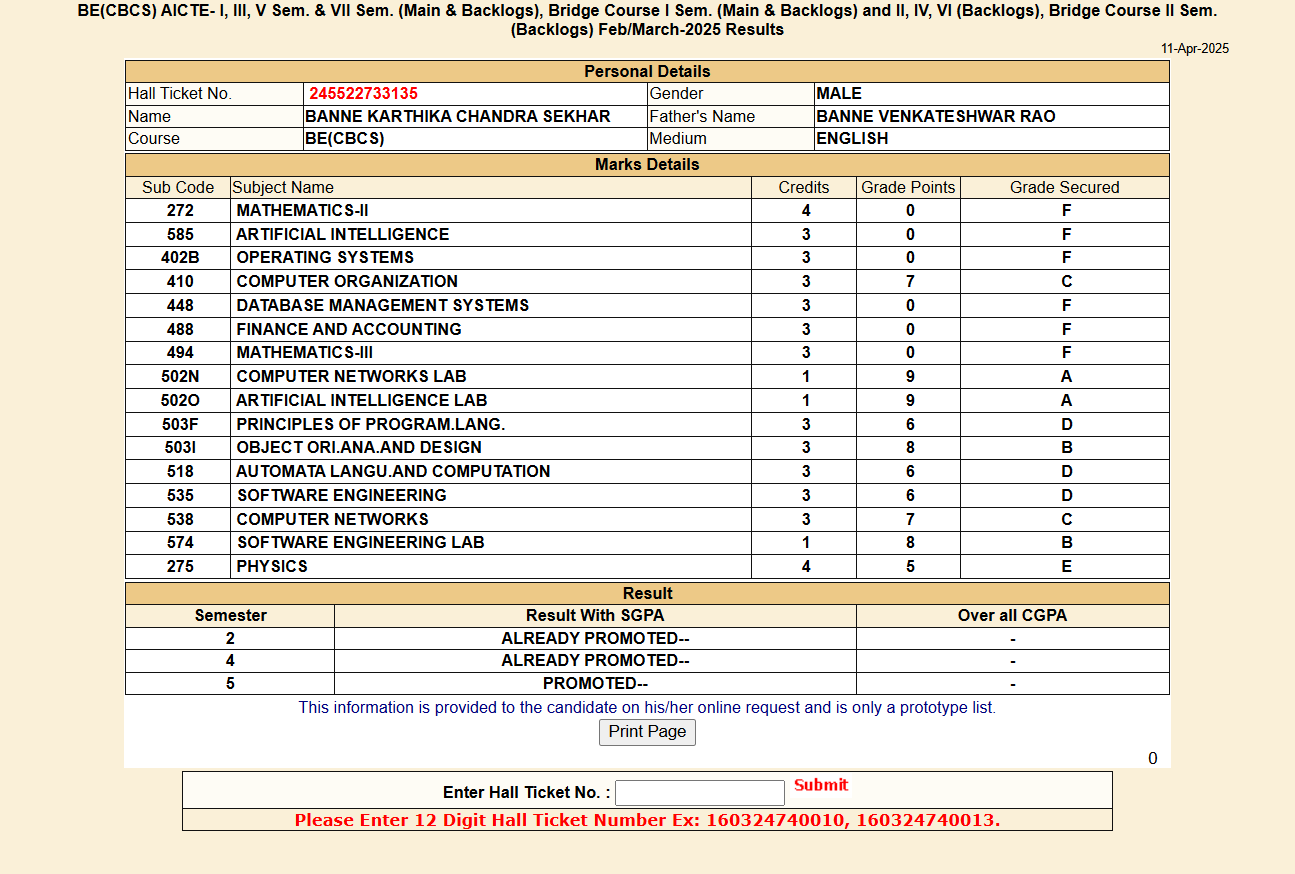 BE(CBCS) AICTE- I, III, V Sem. & VII Sem. (Main & Backlogs), Bridge Course I Sem. (Main & Backlogs) and II, IV, VI (Backlogs), Bridge Course II Sem.
(Backlogs) Feb/March-2025 Results
11-Apr-2025
Personal Details
Hall Ticket No. 245522733135 Gender MALE
Name BANNE KARTHIKA CHANDRA SEKHAR Father's Name BANNE VENKATESHWAR RAO
Course BE(CBCS) Medium ENGLISH
Marks Details
Sub Code Subject Name Credits Grade Points Grade Secured
272 MATHEMATICS-II 4 0 F
585 ARTIFICIAL INTELLIGENCE 3 0 F
402B OPERATING SYSTEMS 3 0 F
410 COMPUTER ORGANIZATION 3 7 C
448 DATABASE MANAGEMENT SYSTEMS 3 0 F
488 FINANCE AND ACCOUNTING 3 0 F
494 MATHEMATICS-III 3 0 F
502N COMPUTER NETWORKS LAB 1 9 A
502O ARTIFICIAL INTELLIGENCE LAB 1 9 A
503F PRINCIPLES OF PROGRAM.LANG. 3 6 D
503I OBJECT ORI.ANA.AND DESIGN 3 8 B
518 AUTOMATA LANGU.AND COMPUTATION 3 6 D
535 SOFTWARE ENGINEERING 3 6 D
538 COMPUTER NETWORKS 3 7 C
574 SOFTWARE ENGINEERING LAB 1 8 B
275 PHYSICS 4 5 E
Result
Semester Result With SGPA Over all CGPA
2 ALREADY PROMOTED-- -
4 ALREADY PROMOTED-- -
5 PROMOTED-- -
This information is provided to the candidate on his/her online request and is only a prototype list.
Print Page
0
Enter Hall Ticket No. : Submit
Please Enter 12 Digit Hall Ticket Number Ex: 160324740010, 160324740013.